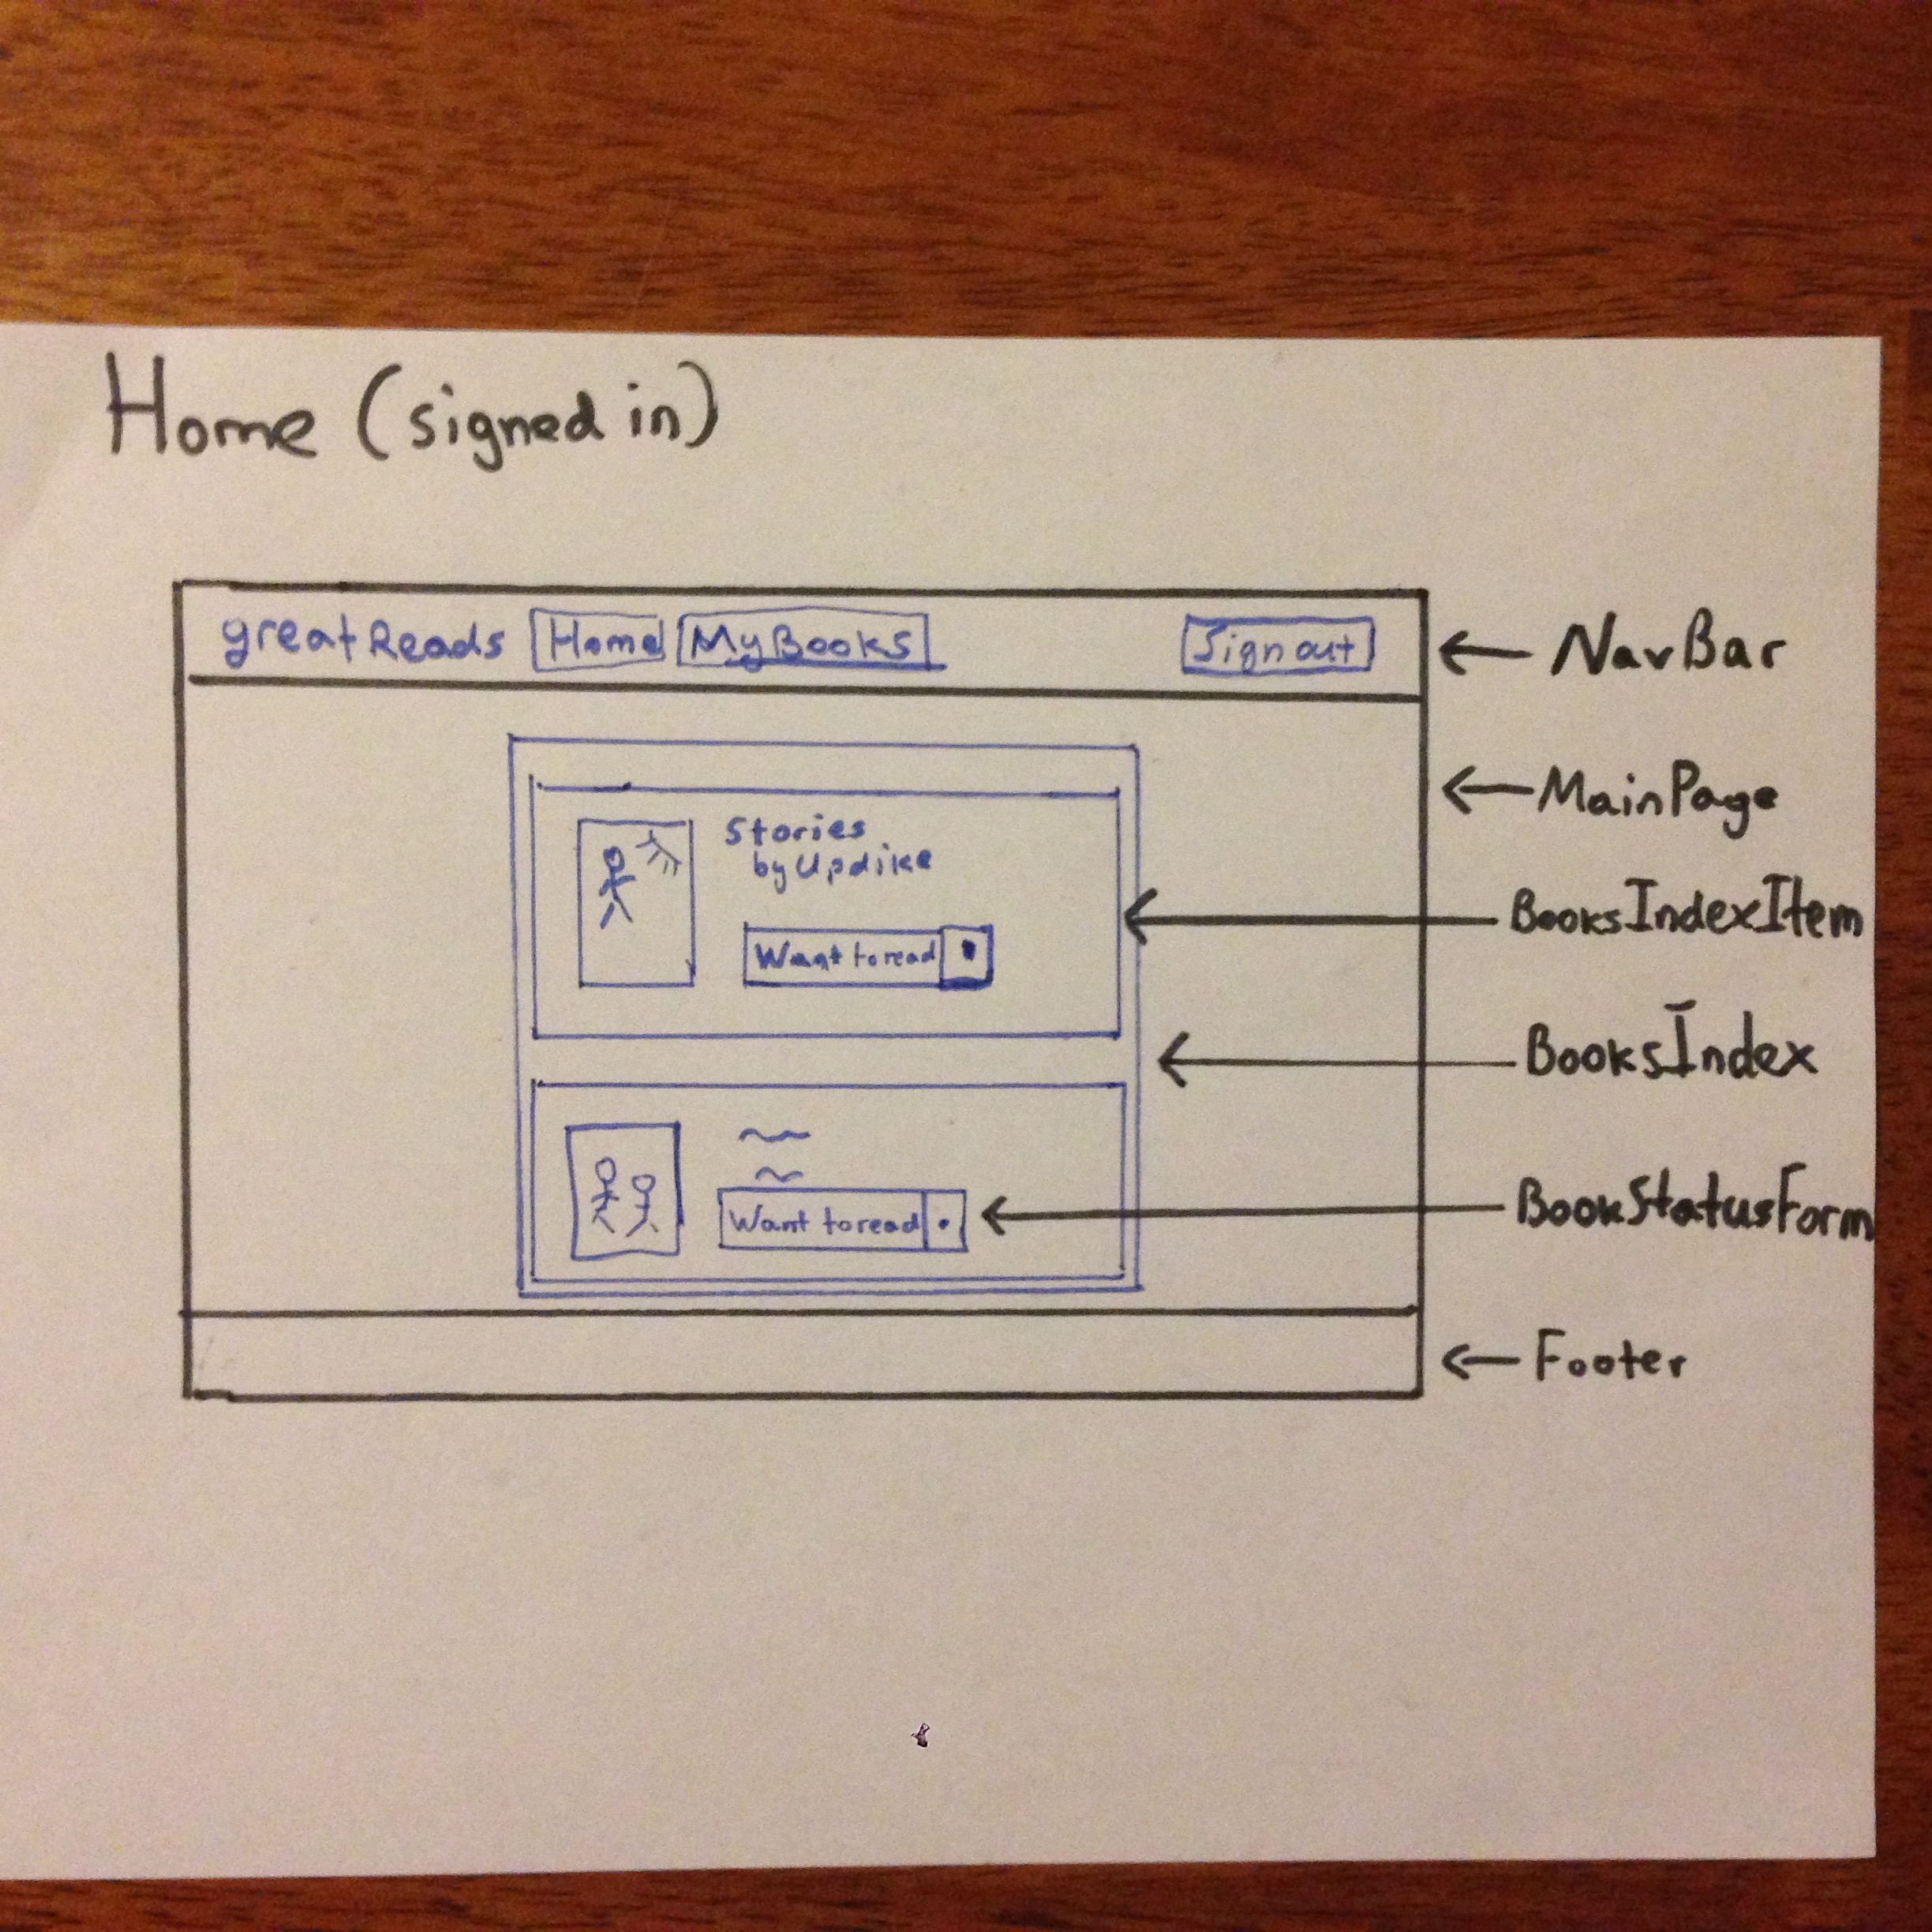 Home (signed in)
greatReads Home MyBooks Sign out
NavBar
MainPage
Stories
by Updike
BooksIndexItem
Want to read
BooksIndex
BookStatusForm
Want to read
Footer